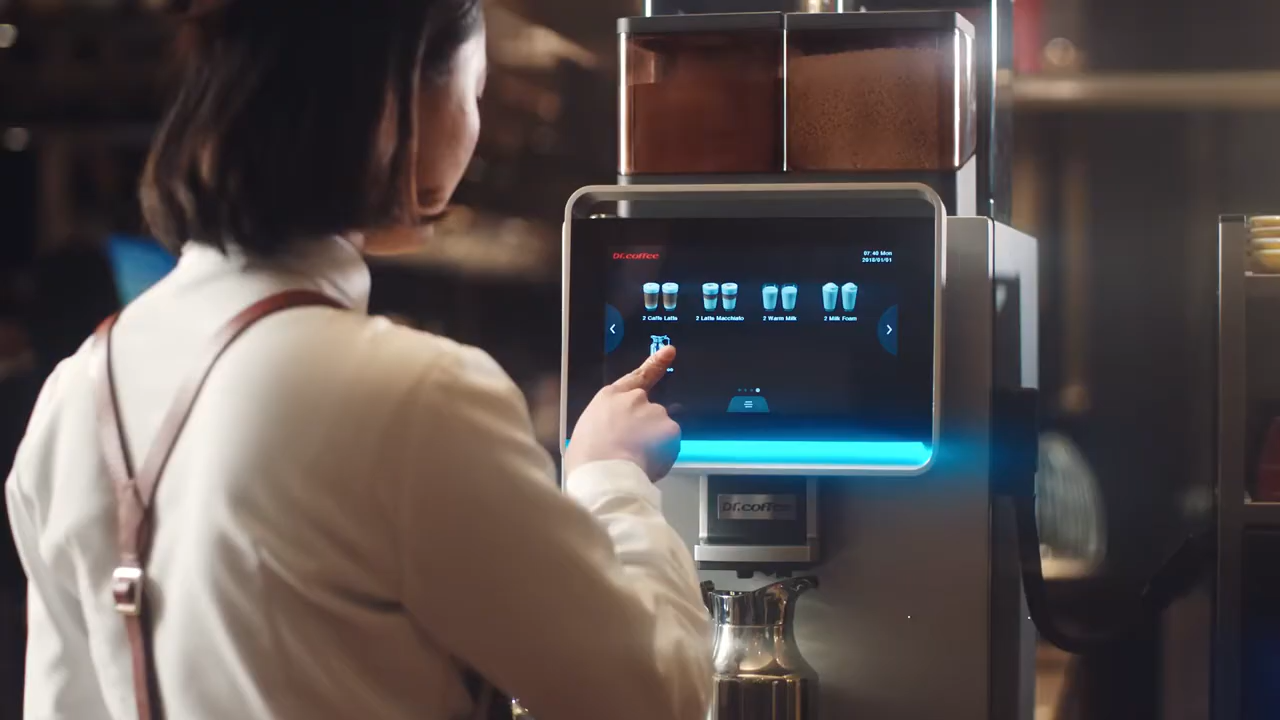 Dr.coffee
07:48 Mon
2018/01/01
2 Caffe Latte
2 Latte Macchiato
2 Warm Milk
2 Milk Foam
Dr.coffee